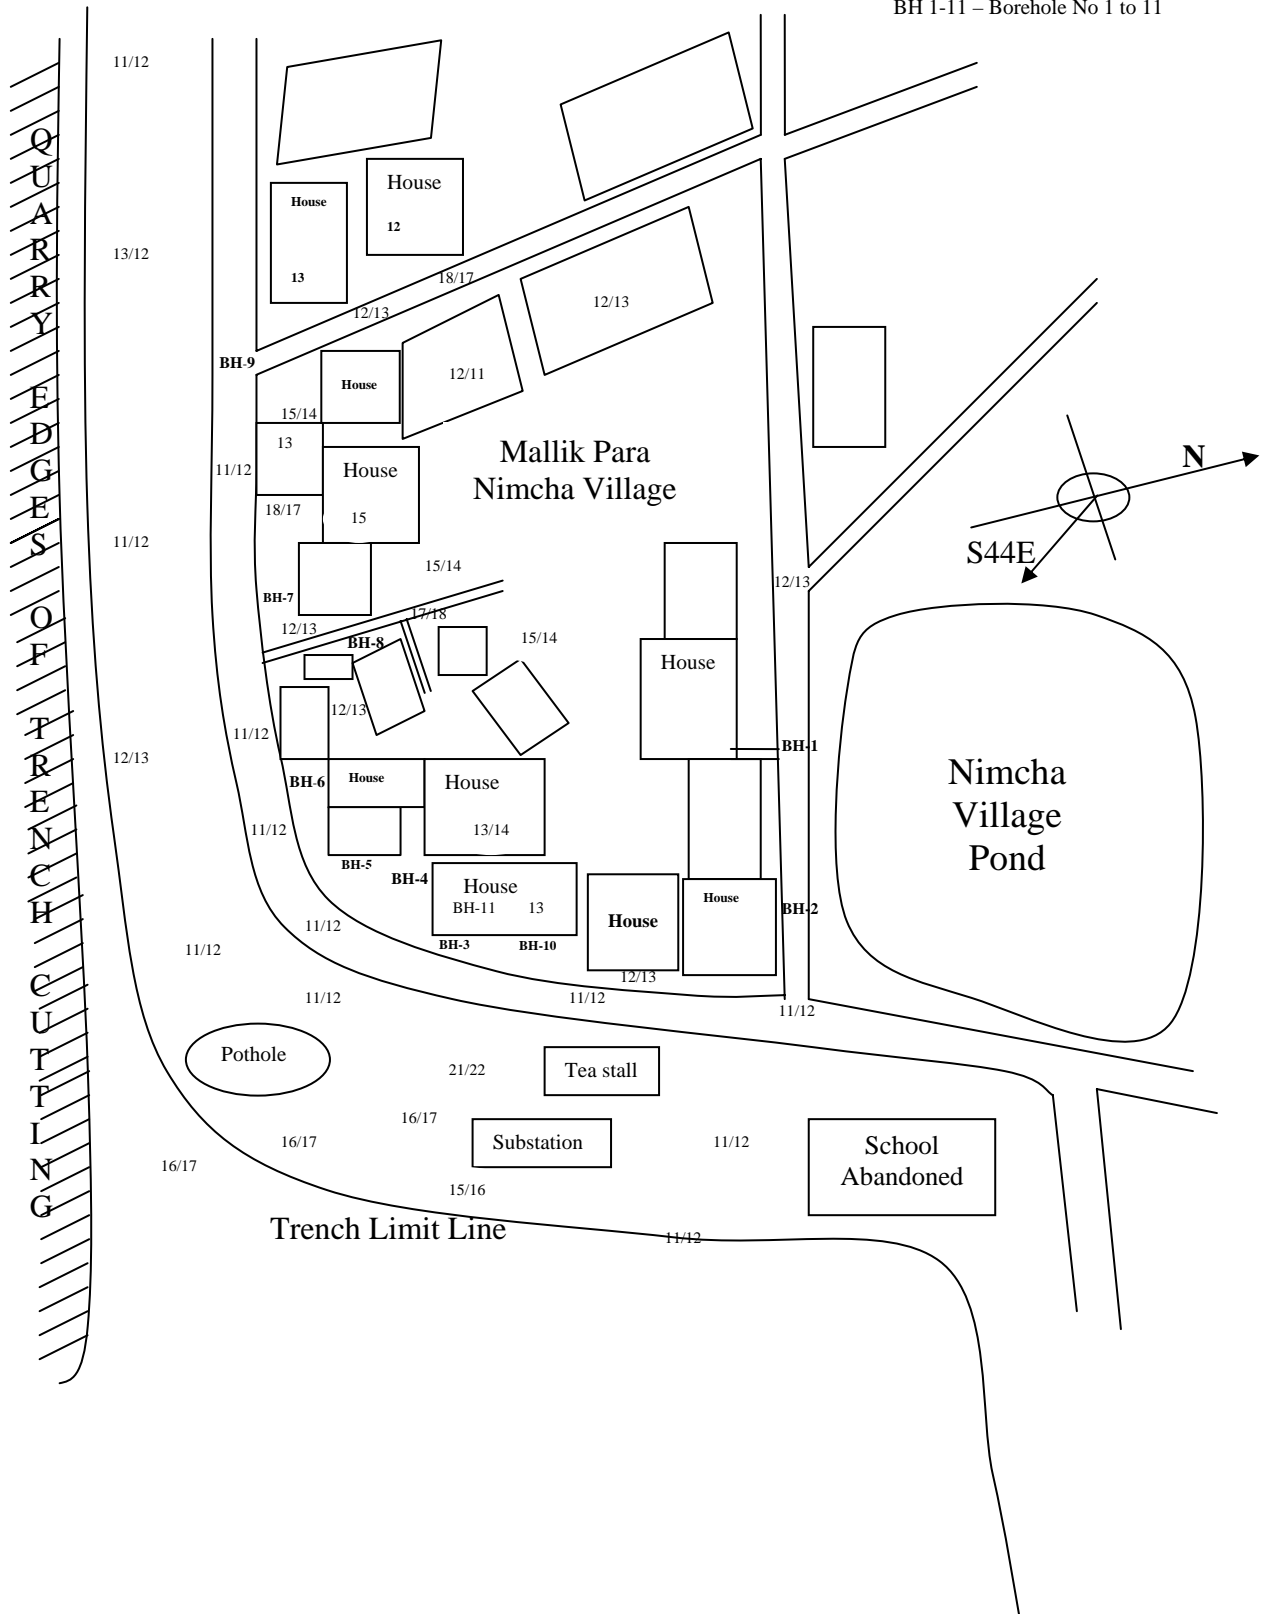 BH 1-11 – Borehole No 1 to 11
11/12
QUARRY EDGES OF TRENCH CUTTING
House
12
House
13
13/12
18/17
12/13
12/13
BH-9
House
12/11
15/14
13
11/12
House
15
18/17
Mallik Para
Nimcha Village
N
S44E
11/12
15/14
12/13
BH-7
12/13
17/18
BH-8
15/14
House
12/13
11/12
12/13
BH-1
BH-6
House
House
13/14
11/12
Nimcha
Village
Pond
BH-5
BH-4
House
BH-11
13
House
House
BH-2
11/12
BH-3
BH-10
11/12
12/13
11/12
11/12
11/12
Pothole
21/22
Tea stall
16/17
16/17
Substation
11/12
School
Abandoned
16/17
15/16
Trench Limit Line
11/12